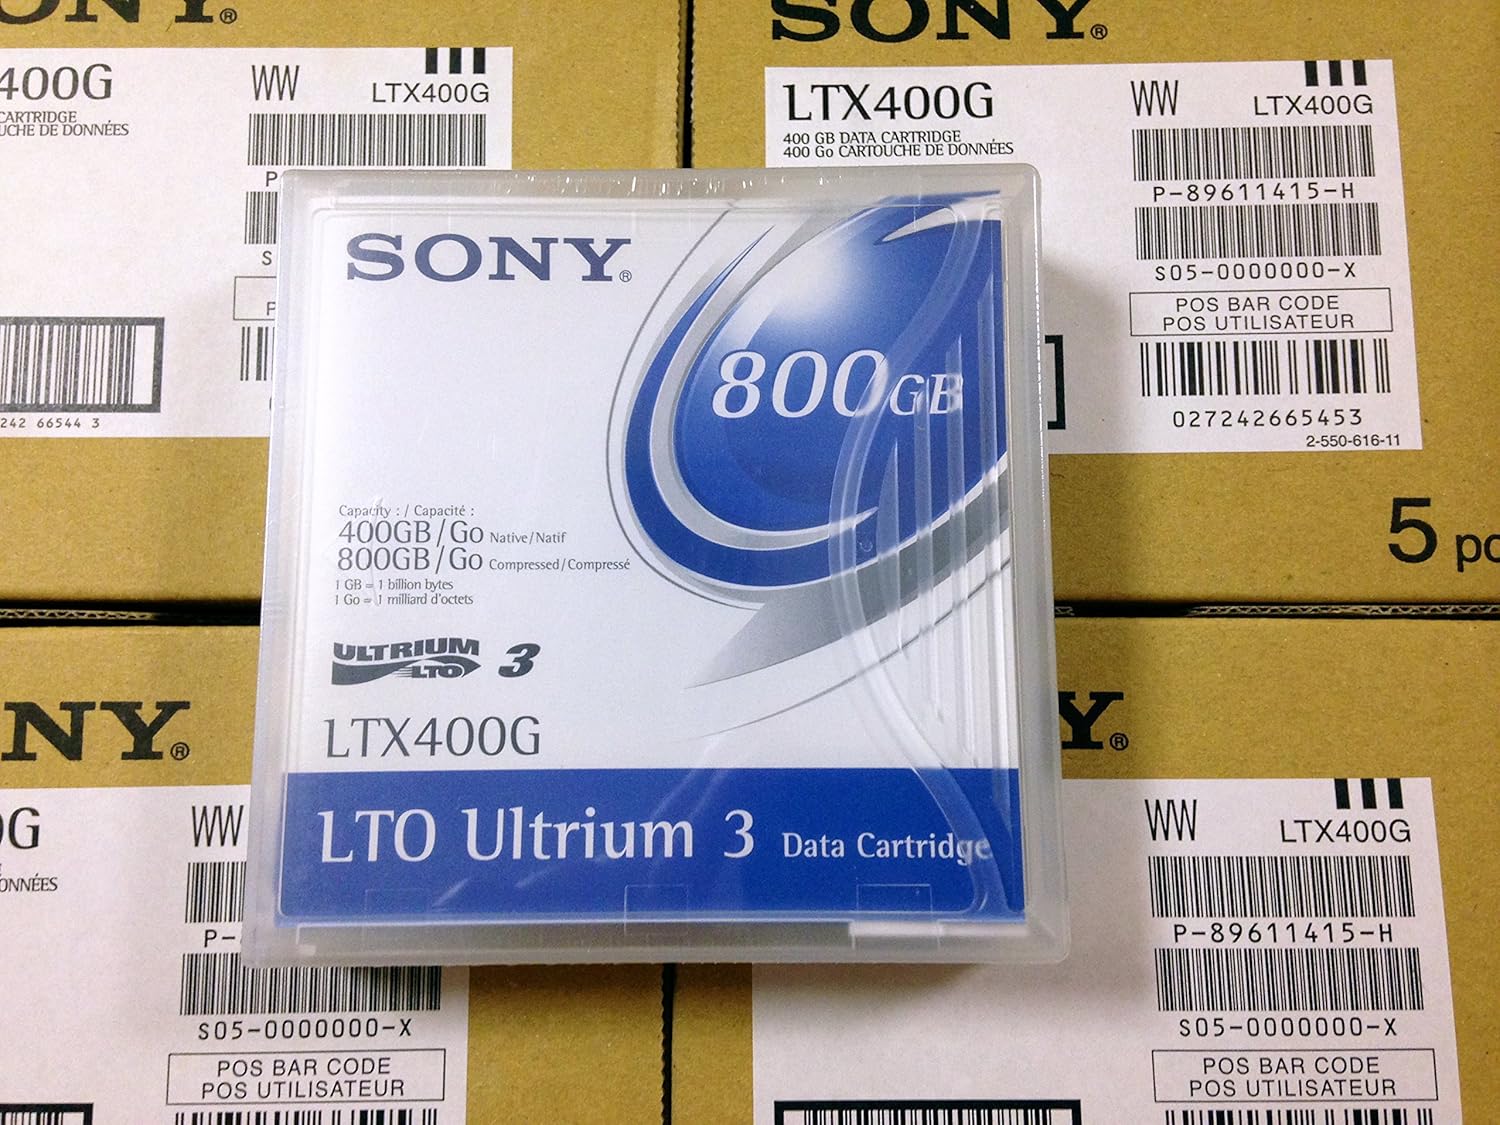 SONY®
400G
CARTRIDGE
DE DONNÉES
WW
LTX400G
242 66544 3
SONY®
LTX400G
400 GB DATA CARTRIDGE
400 Go CARTOUCHE DE DONNÉES
WW
LTX400G
P-89611415-H
S05-0000000-X
POS BAR CODE
POS UTILISATEUR
027242665453
2-550-616-11
5
SONY®
800GB
Capacity : / Capacité :
400GB/Go Native/Natif
800GB/Go Compressed/Compressé
1 GB = 1 billion bytes
1 Go = 1 milliard d'octets
ULTRIUM
LTO 3
LTX400G
LTO Ultrium 3 Data Cartridge
NY®
0G
WW
P-
S05-0000000-X
POS BAR CODE
POS UTILISATEUR
Y®
WW
LTX400G
P-89611415-H
S05-0000000-X
POS BAR CODE
POS UTILISATEUR